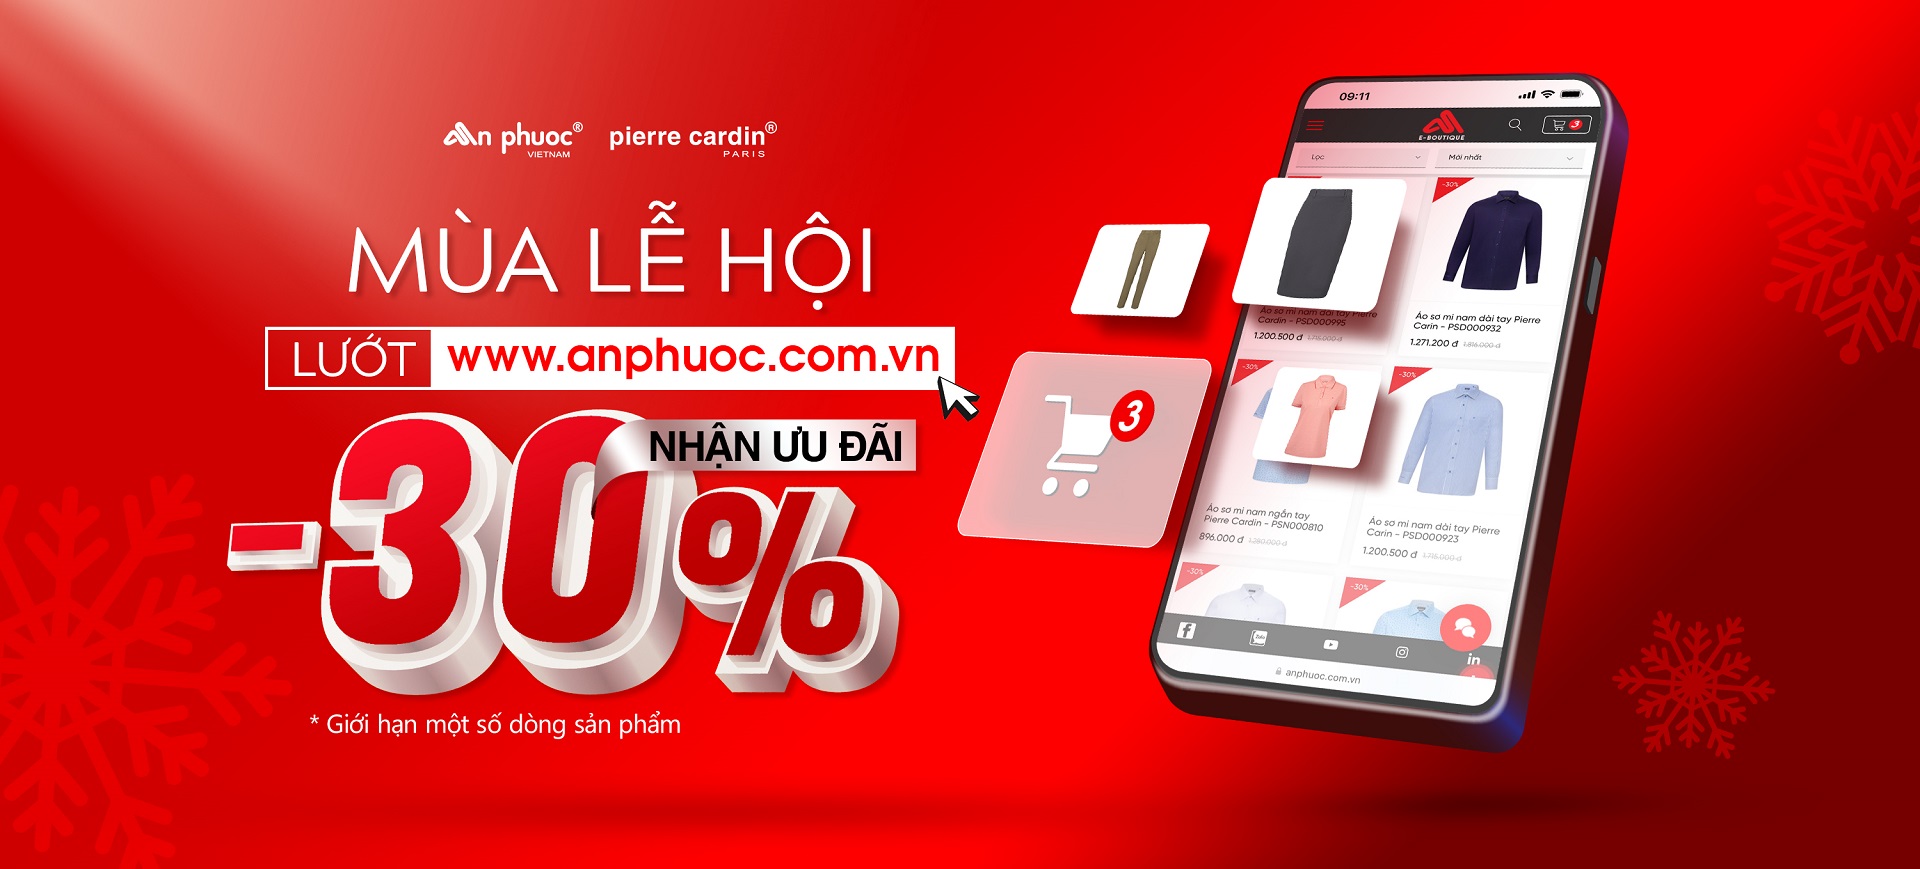 An phuoc®
VIETNAM
pierre cardin®
PARIS
MÙA LỄ HỘI
LƯỚT www.anphuoc.com.vn
NHẬN ƯU ĐÃI
-30%
* Giới hạn một số dòng sản phẩm
3
09:11
E-BOUTIQUE
3
Lọc
Mới nhất
-30%
Áo sơ mi nam dài tay Pierre
Cardin - PSD000995
1.200.500 đ 1.715.000 đ
Áo sơ mi nam dài tay Pierre
Carin - PSD000932
1.271.200 đ 1.816.000 đ
-30%
-30%
Áo sơ mi nam ngắn tay
Pierre Cardin - PSN000810
896.000 đ 1.280.000 đ
Áo sơ mi nam dài tay Pierre
Carin - PSD000923
1.200.500 đ 1.715.000 đ
-30%
-30%
Zalo
in
anphuoc.com.vn